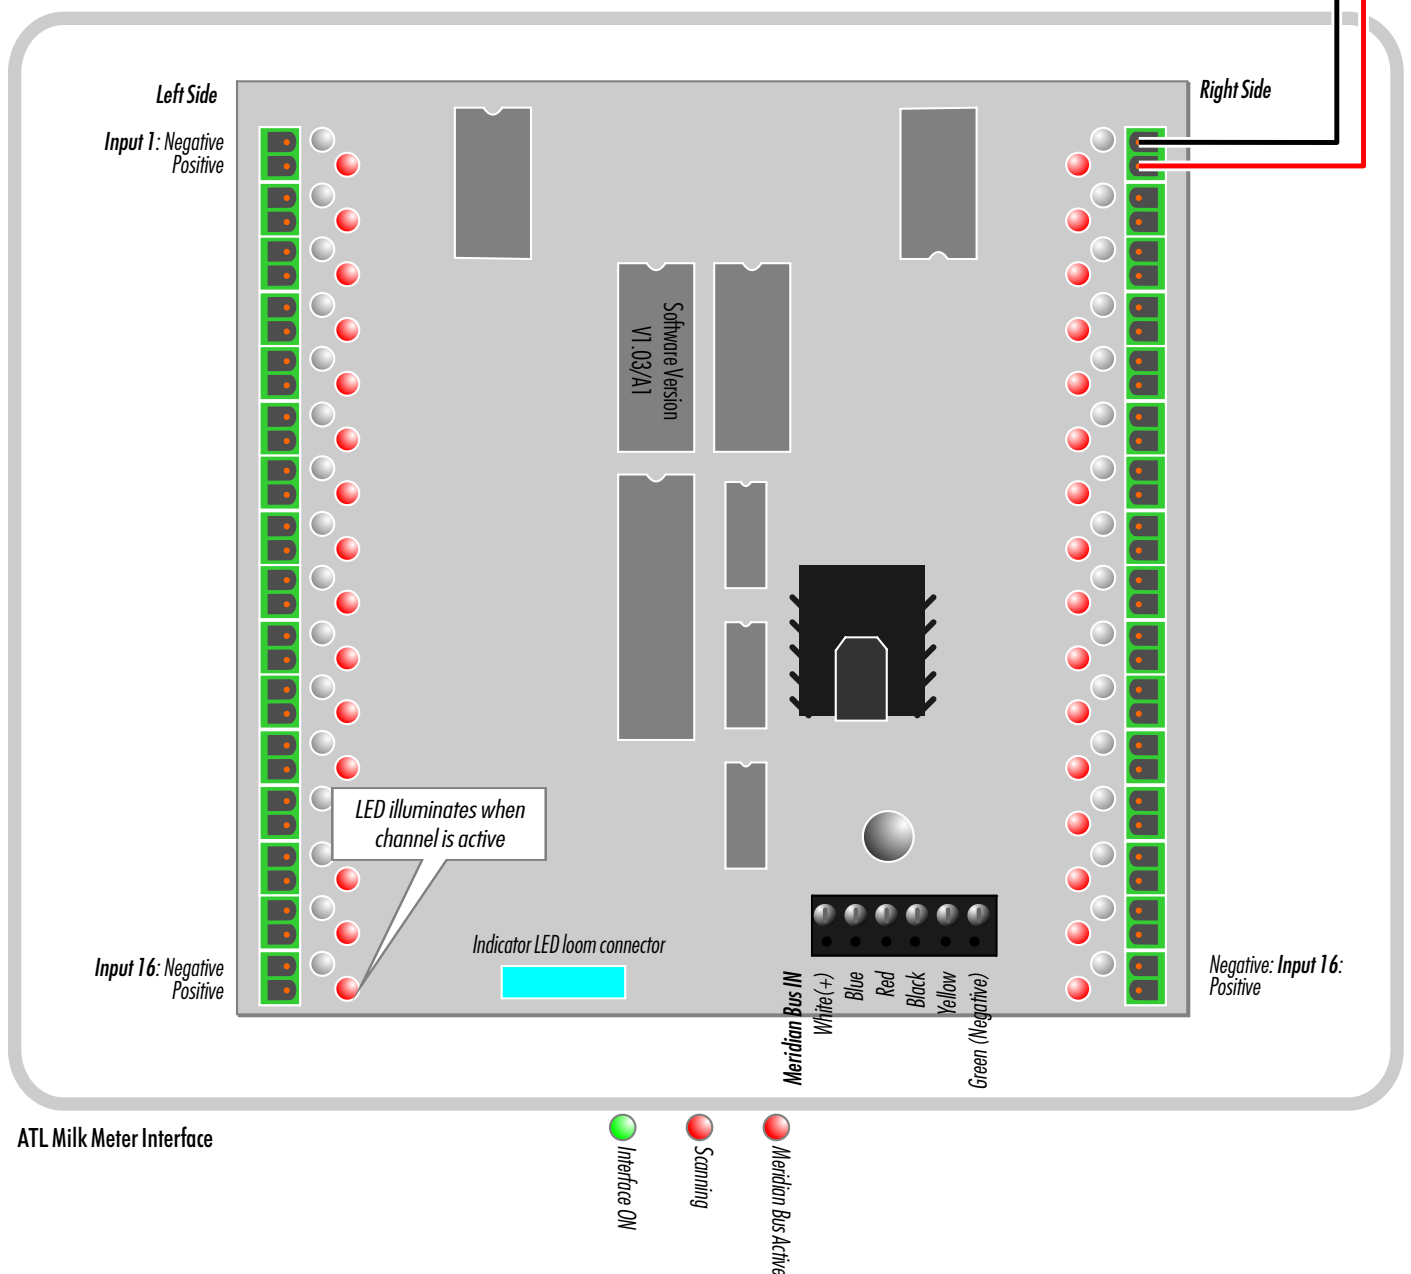 Left Side
Right Side
Input 1: Negative
Positive
Software Version
V1.03/A1
LED illuminates when
channel is active
Indicator LED loom connector
Input 16: Negative
Positive
Negative: Input 16:
Positive
Meridian Bus IN
White(+)
Blue
Red
Black
Yellow
Green (Negative)
ATL Milk Meter Interface
Interface ON
Scanning
Meridian Bus Active